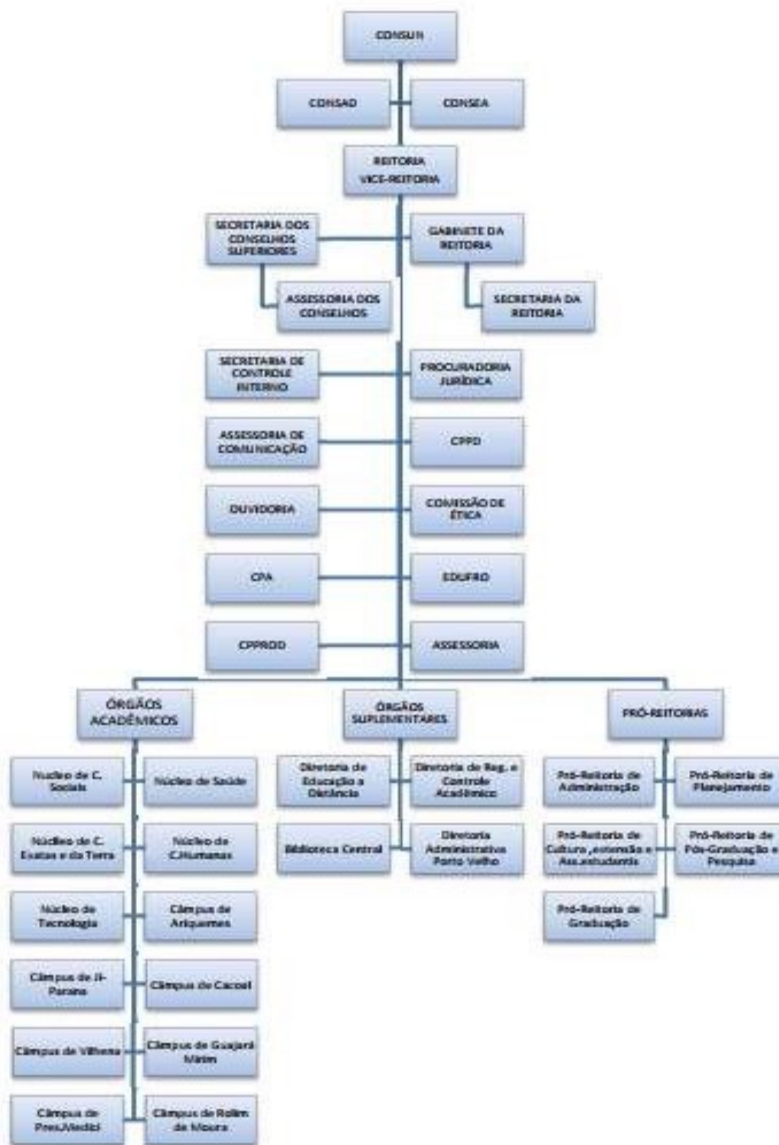 CONSUN
CONSAD
CONSEA
REITORIA
VICE-REITORIA
SECRETARIA DOS
CONSELHOS
SUPERIORES
GABINETE DA
REITORIA
ASSESSORIA DOS
CONSELHOS
SECRETARIA DA
REITORIA
SECRETARIA DE
CONTROLE
INTERNO
PROCURADORIA
JURÍDICA
ASSESSORIA DE
COMUNICAÇÃO
CPPD
OUVIDORIA
COMISSÃO DE
ÉTICA
CPA
EDUFRO
CPPROD
ASSESSORIA
ÓRGÃOS
ACADÊMICOS
ÓRGÃOS
SUPLEMENTARES
PRÓ-REITORIAS
Nucleo de C.
Sociais
Núcleo de Saúde
Diretoria de
Educação a
Distância
Diretoria de Reg. e
Controle
Acadêmico
Pró-Reitoria de
Administração
Pró-Reitoria de
Planejamento
Núcleo de C.
Exatas e da Terra
Núcleo de
C.Humanas
Biblioteca Central
Diretoria
Administrativa
Porto Velho
Pró-Reitoria de
Cultura ,extensão e
Ass.estudantis
Pró-Reitoria de
Pós-Graduação e
Pesquisa
Núcleo de
Tecnologia
Câmpus de
Ariquemes
Pró-Reitoria de
Graduação
Câmpus de Ji-
Parana
Câmpus de Cacoal
Câmpus de Vilhena
Câmpus de Guajará
Mirim
Câmpus de
Pres.Medici
Câmpus de Rolim
de Moura